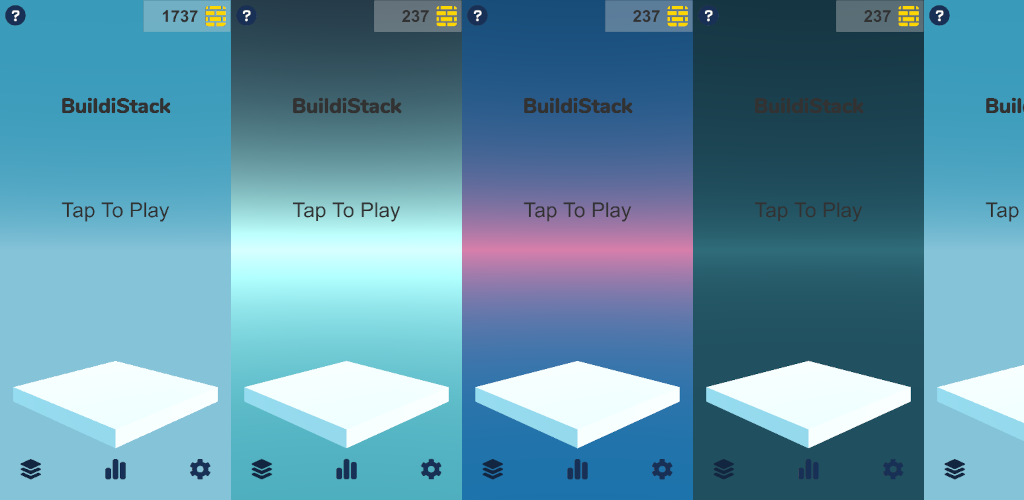 ? 1737
BuildiStack
Tap To Play
? 237
BuildiStack
Tap To Play
? 237
BuildiStack
Tap To Play
? 237
BuildiStack
Tap To Play
?
Buil
Tap